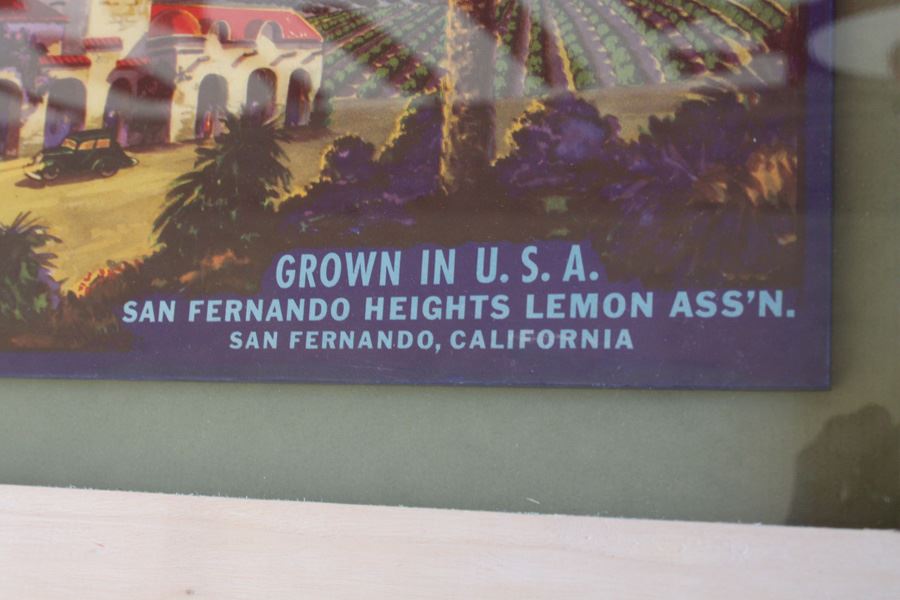 GROWN IN U. S. A.
SAN FERNANDO HEIGHTS LEMON ASS'N.
SAN FERNANDO, CALIFORNIA